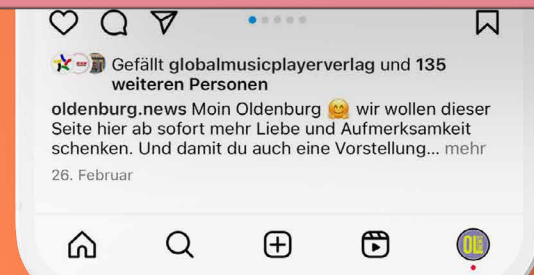 Gefällt globalmusicplayerverlag und 135
weiteren Personen
oldenburg.news Moin Oldenburg 🤗 wir wollen dieser
Seite hier ab sofort mehr Liebe und Aufmerksamkeit
schenken. Und damit du auch eine Vorstellung... mehr
26. Februar
OL